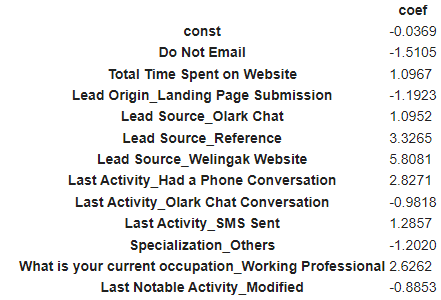 coef
const -0.0369
Do Not Email -1.5105
Total Time Spent on Website 1.0967
Lead Origin_Landing Page Submission -1.1923
Lead Source_Olark Chat 1.0952
Lead Source_Reference 3.3265
Lead Source_Welingak Website 5.8081
Last Activity_Had a Phone Conversation 2.8271
Last Activity_Olark Chat Conversation -0.9818
Last Activity_SMS Sent 1.2857
Specialization_Others -1.2020
What is your current occupation_Working Professional 2.6262
Last Notable Activity_Modified -0.8853